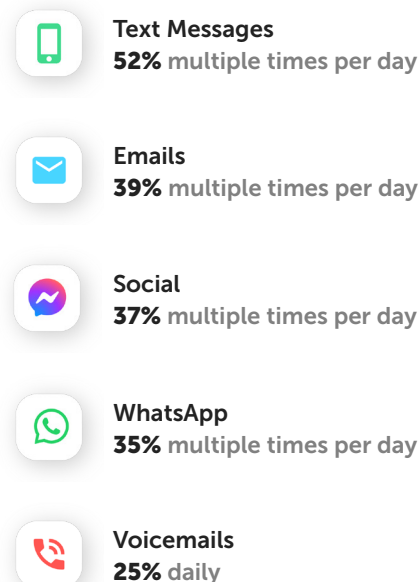 Text Messages
52% multiple times per day
Emails
39% multiple times per day
Social
37% multiple times per day
WhatsApp
35% multiple times per day
Voicemails
25% daily